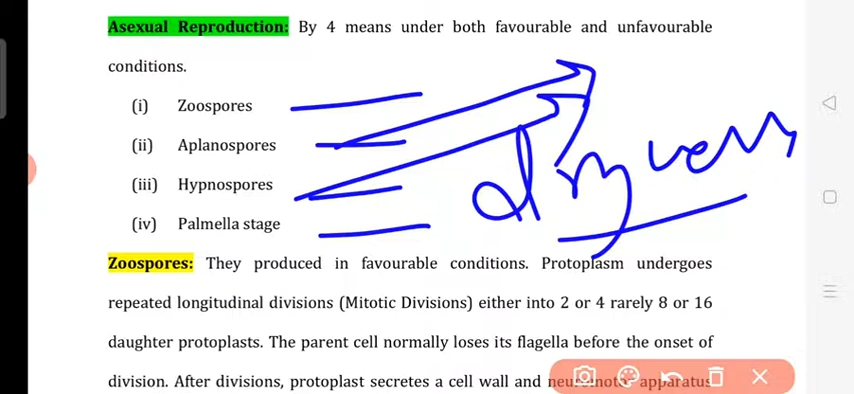 Asexual Reproduction: By 4 means under both favourable and unfavourable
conditions.
(i) Zoospores
(ii) Aplanospores
(iii) Hypnospores
(iv) Palmella stage
Zoospores: They produced in favourable conditions. Protoplasm undergoes
repeated longitudinal divisions (Mitotic Divisions) either into 2 or 4 rarely 8 or 16
daughter protoplasts. The parent cell normally loses its flagella before the onset of
division. After divisions, protoplast secretes a cell wall and apparatus